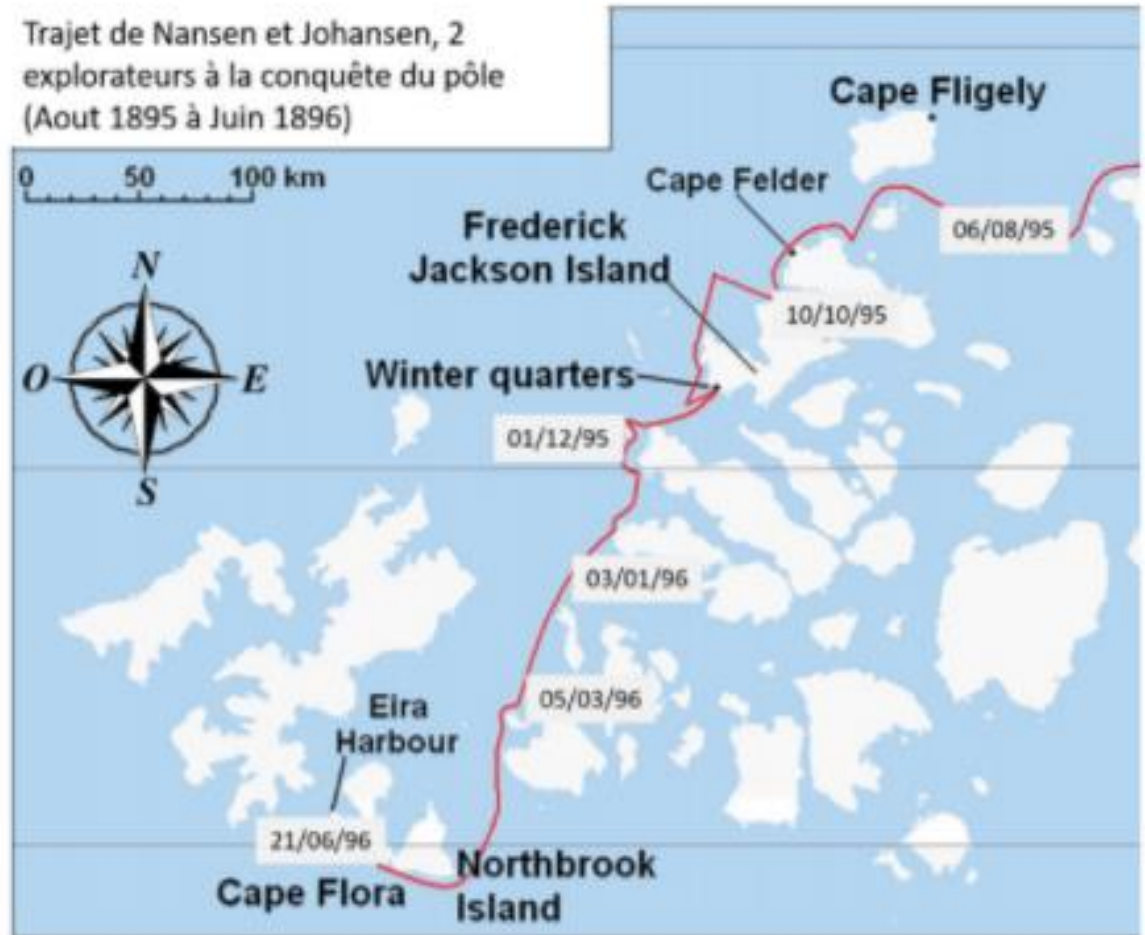 Trajet de Nansen et Johansen, 2
explorateurs à la conquête du pôle
(Aout 1895 à Juin 1896)
0 50 100 km
Cape Fligely
Cape Felder
06/08/95
Frederick
Jackson Island
N
10/10/95
O E
Winter quarters
01/12/95
S
03/01/96
05/03/96
Eira
Harbour
21/06/96
Northbrook
Island
Cape Flora